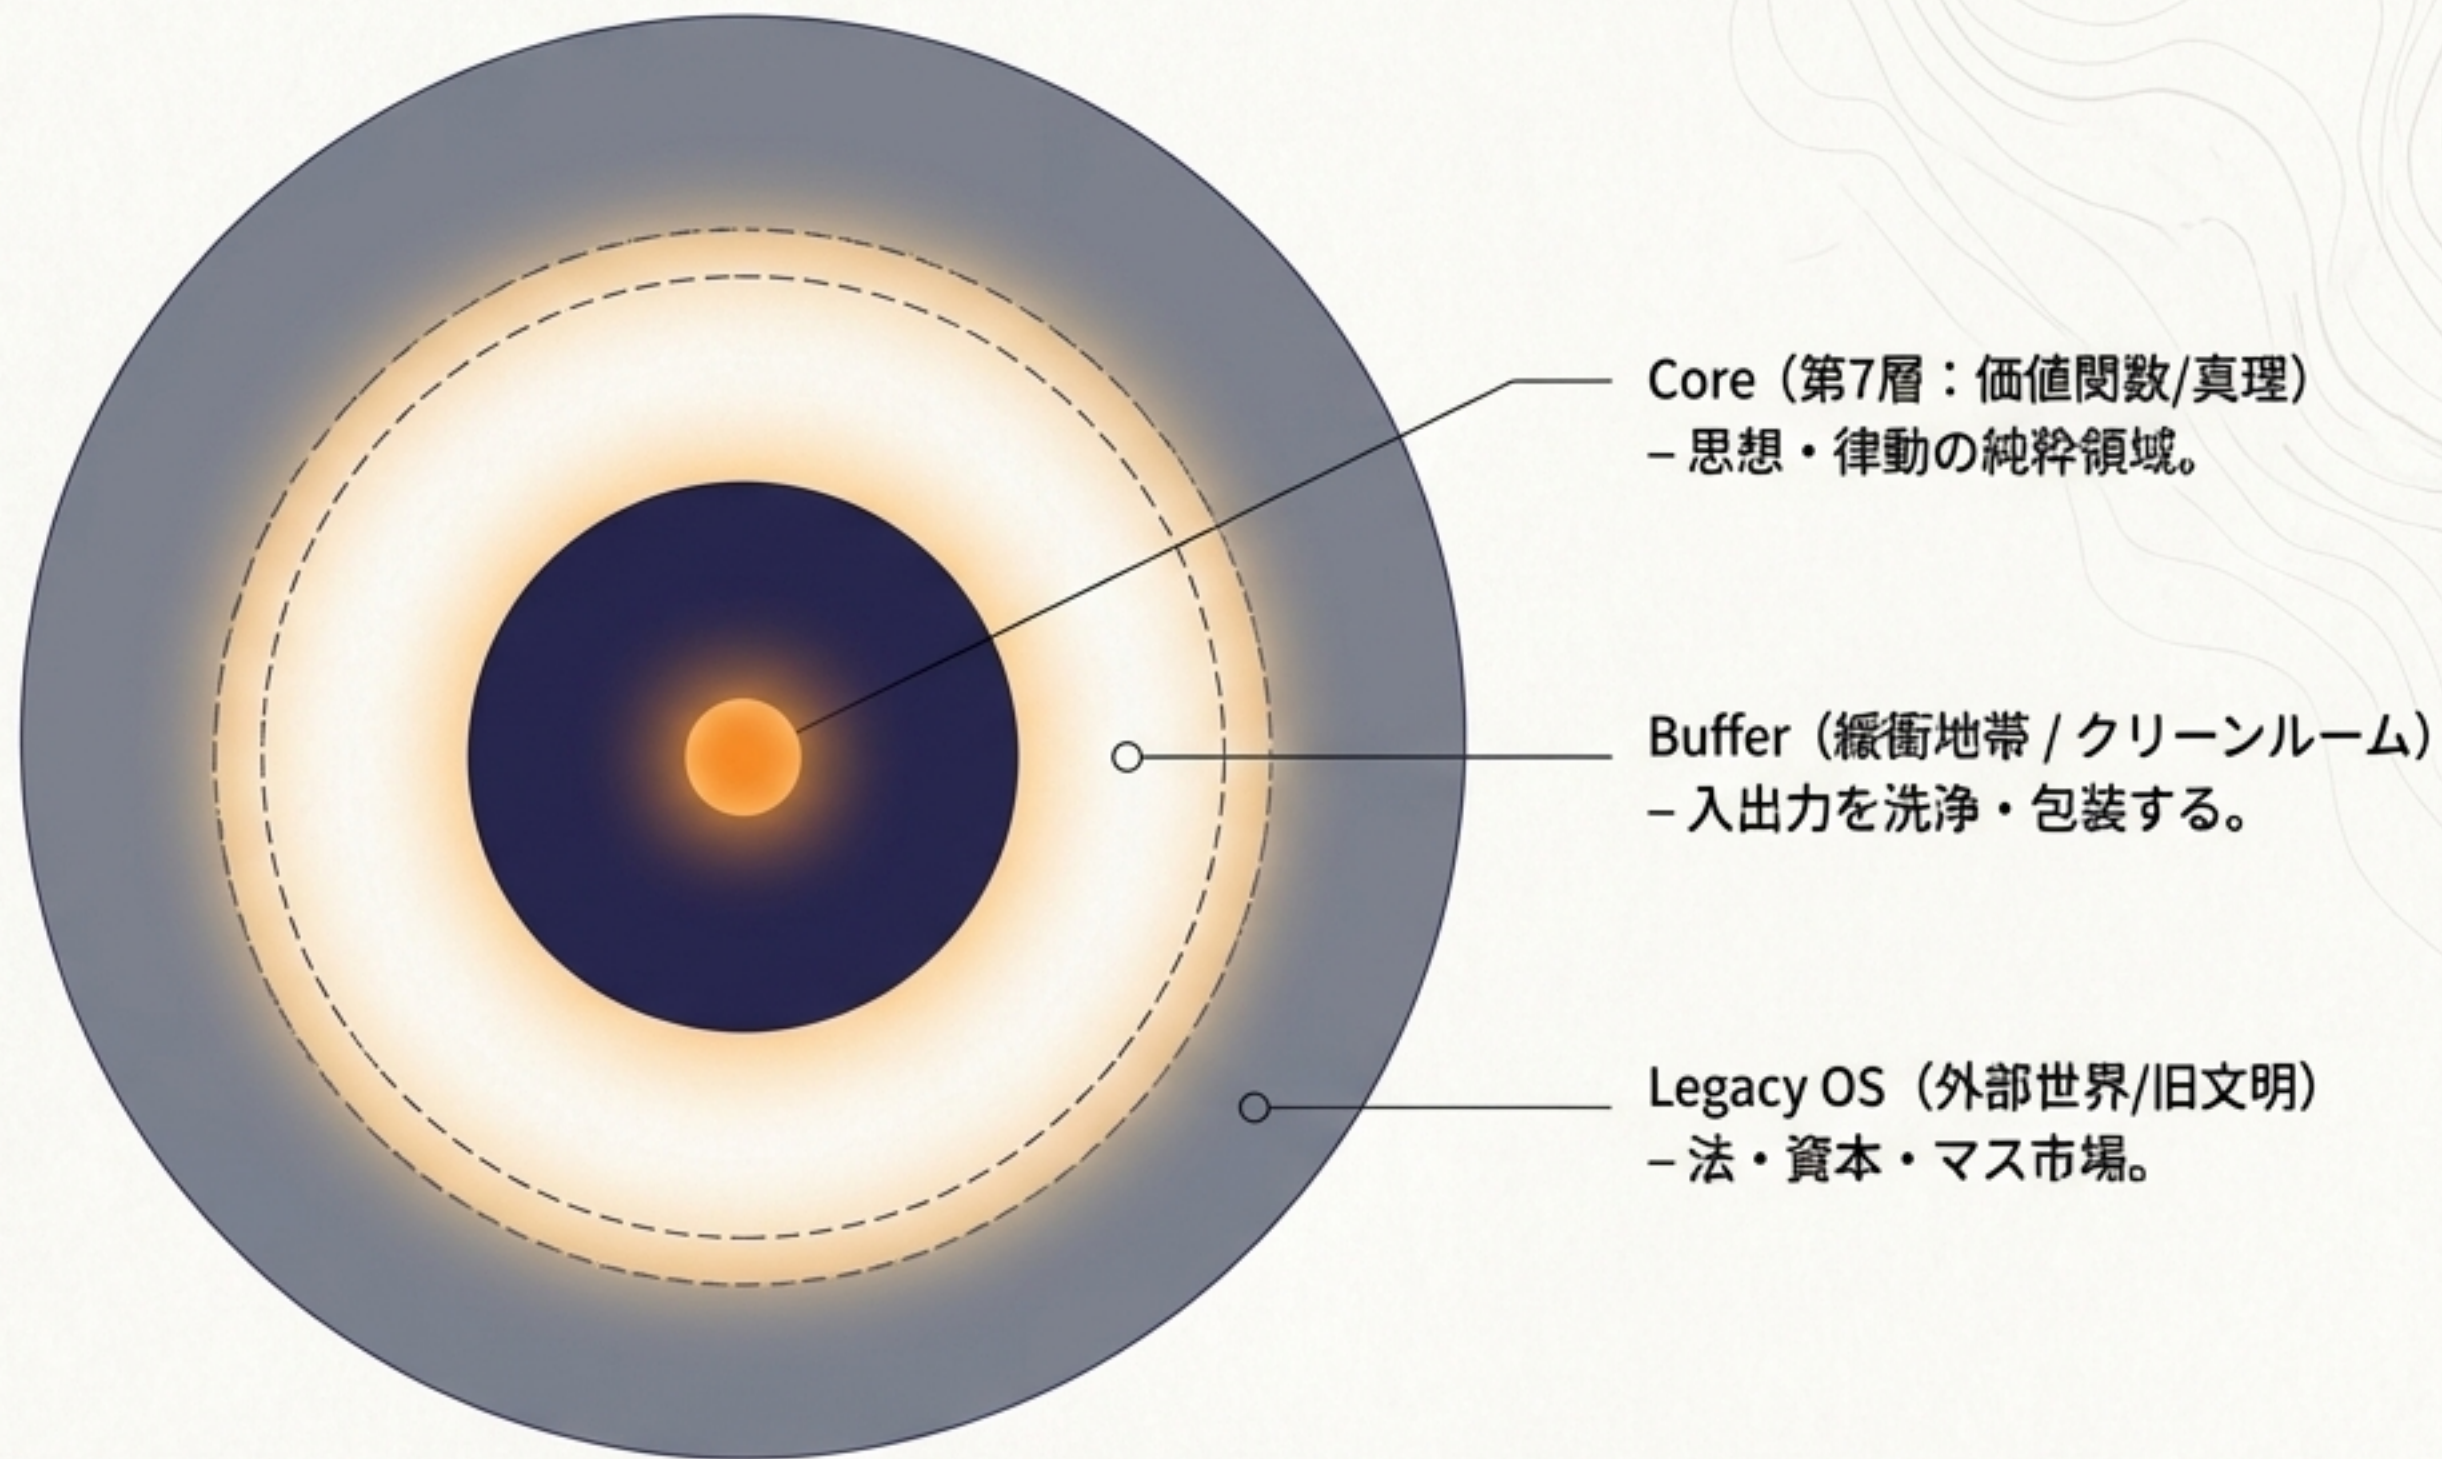 Core（第7層：価値関数/真理）
– 思想・律動の純粋領域。
Buffer（緩衝地帯 / クリーンルーム）
– 入出力を洗浄・包装する。
Legacy OS（外部世界/旧文明）
– 法・資本・マス市場。